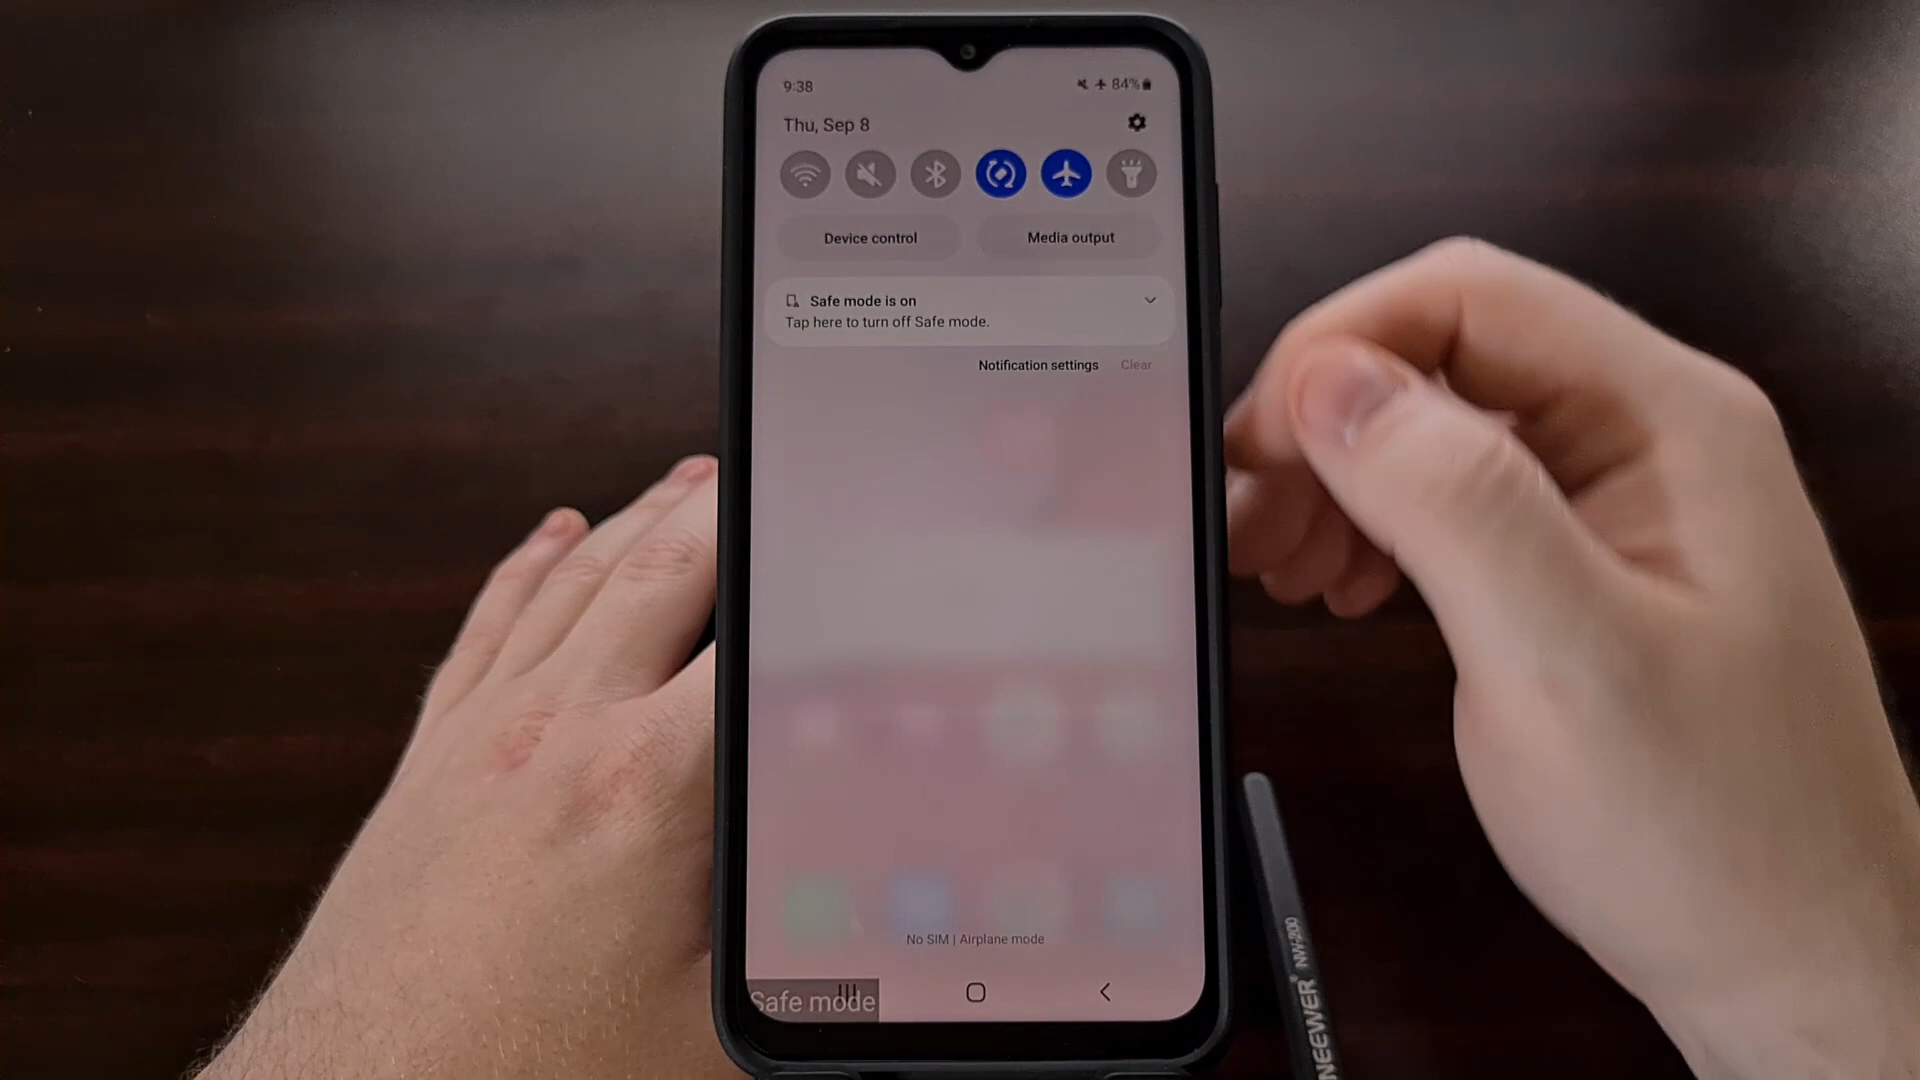 9:38
84%
Thu, Sep 8
Device control
Media output
Safe mode is on
Tap here to turn off Safe mode.
Notification settings
Clear
No SIM | Airplane mode
Safe mode
NEEWER® NW-200